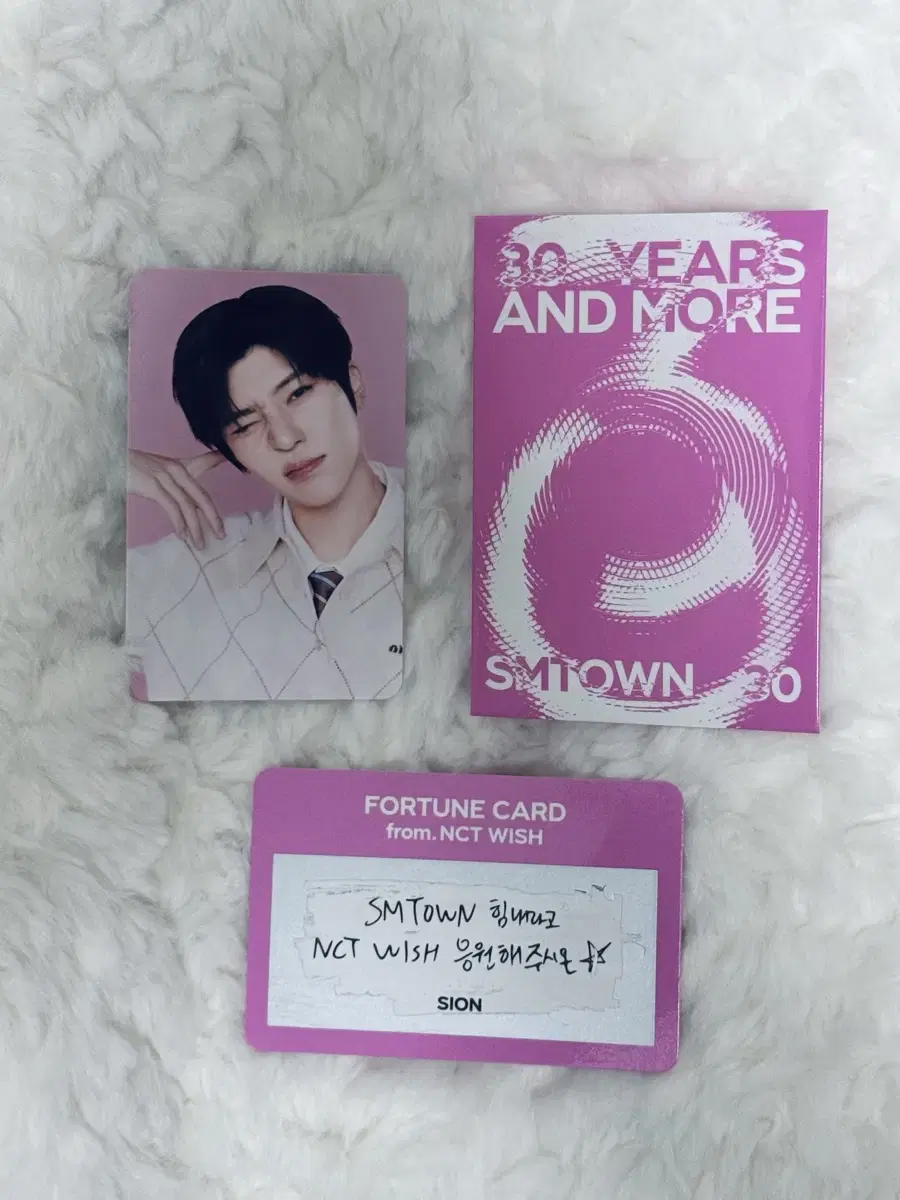 30 YEARS
AND MORE
SMTOWN 30
FORTUNE CARD
from. NCT WISH
SMTOWN 힘내라고
NCT WISH 응원해주시온
SION